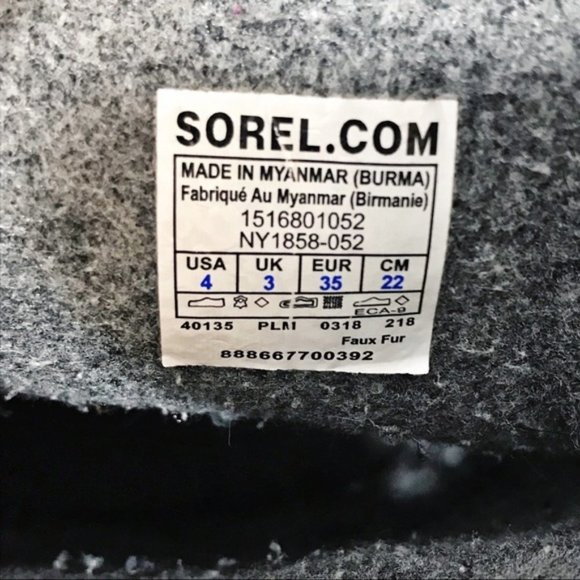 SOREL.COM
MADE IN MYANMAR (BURMA)
Fabriqué Au Myanmar (Birmanie)
1516801052
NY1858-052
USA UK EUR CM
4 3 35 22
ECA-9
40135 PLM 0318 218
Faux Fur
888667700392